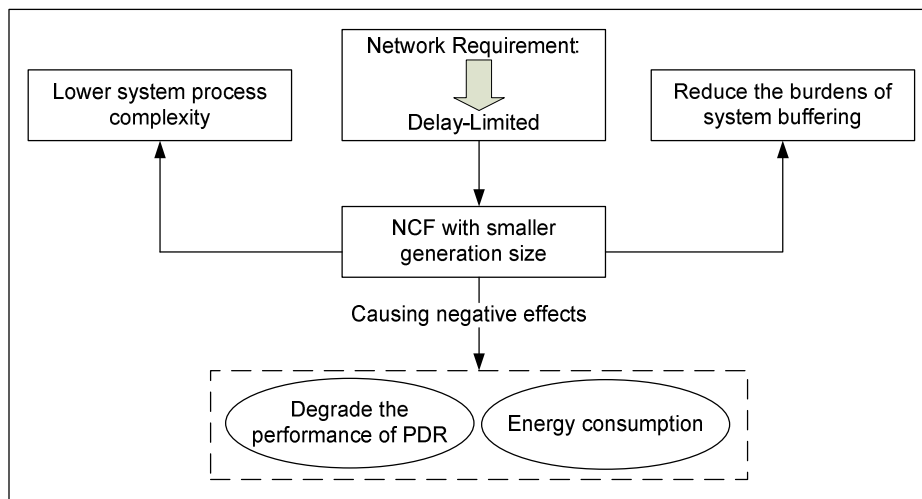 Network Requirement:
Delay-Limited
Lower system process
complexity
Reduce the burdens of
system buffering
NCF with smaller
generation size
Causing negative effects
Degrade the
performance of PDR
Energy consumption